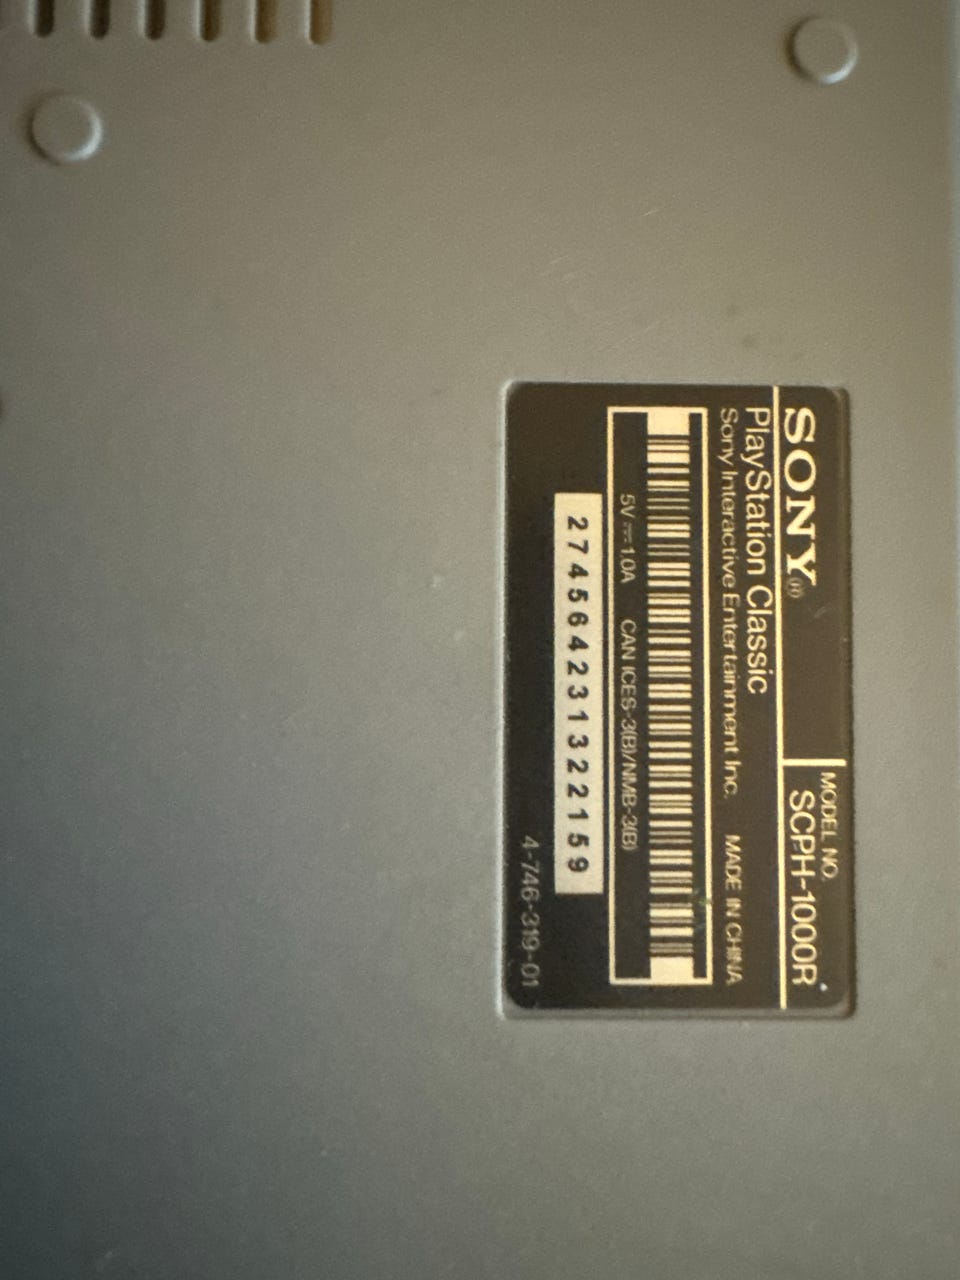 SONY®
MODEL NO.
SCPH-1000R
PlayStation Classic
Sony Interactive Entertainment Inc. MADE IN CHINA
5V ⎓ 1.0A CAN ICES-3(B)/NMB-3(B)
274564231322159
4-746-319-01